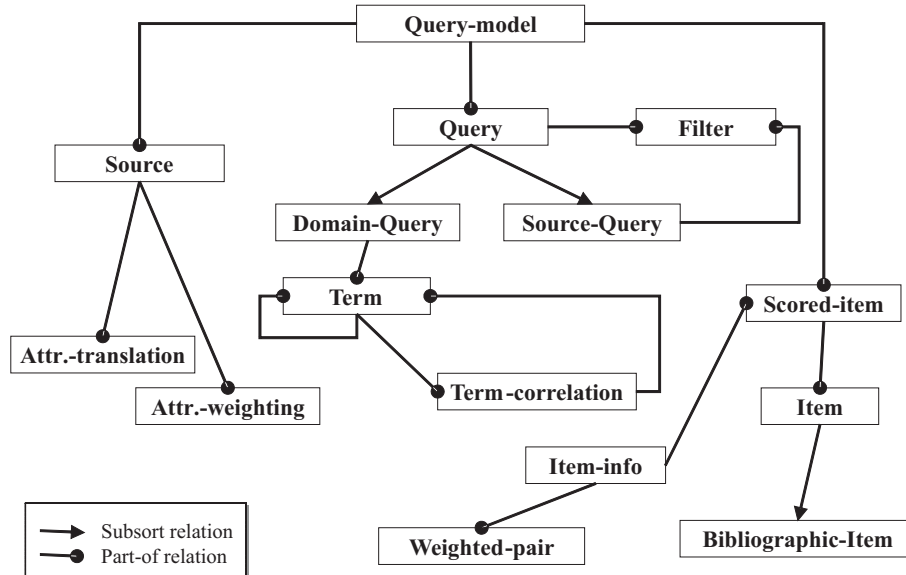 Query-model
Query
Filter
Source
Domain-Query
Source-Query
Term
Scored-item
Attr.-translation
Term-correlation
Attr.-weighting
Item
Item-info
Subsort relation
Part-of relation
Weighted-pair
Bibliographic-Item